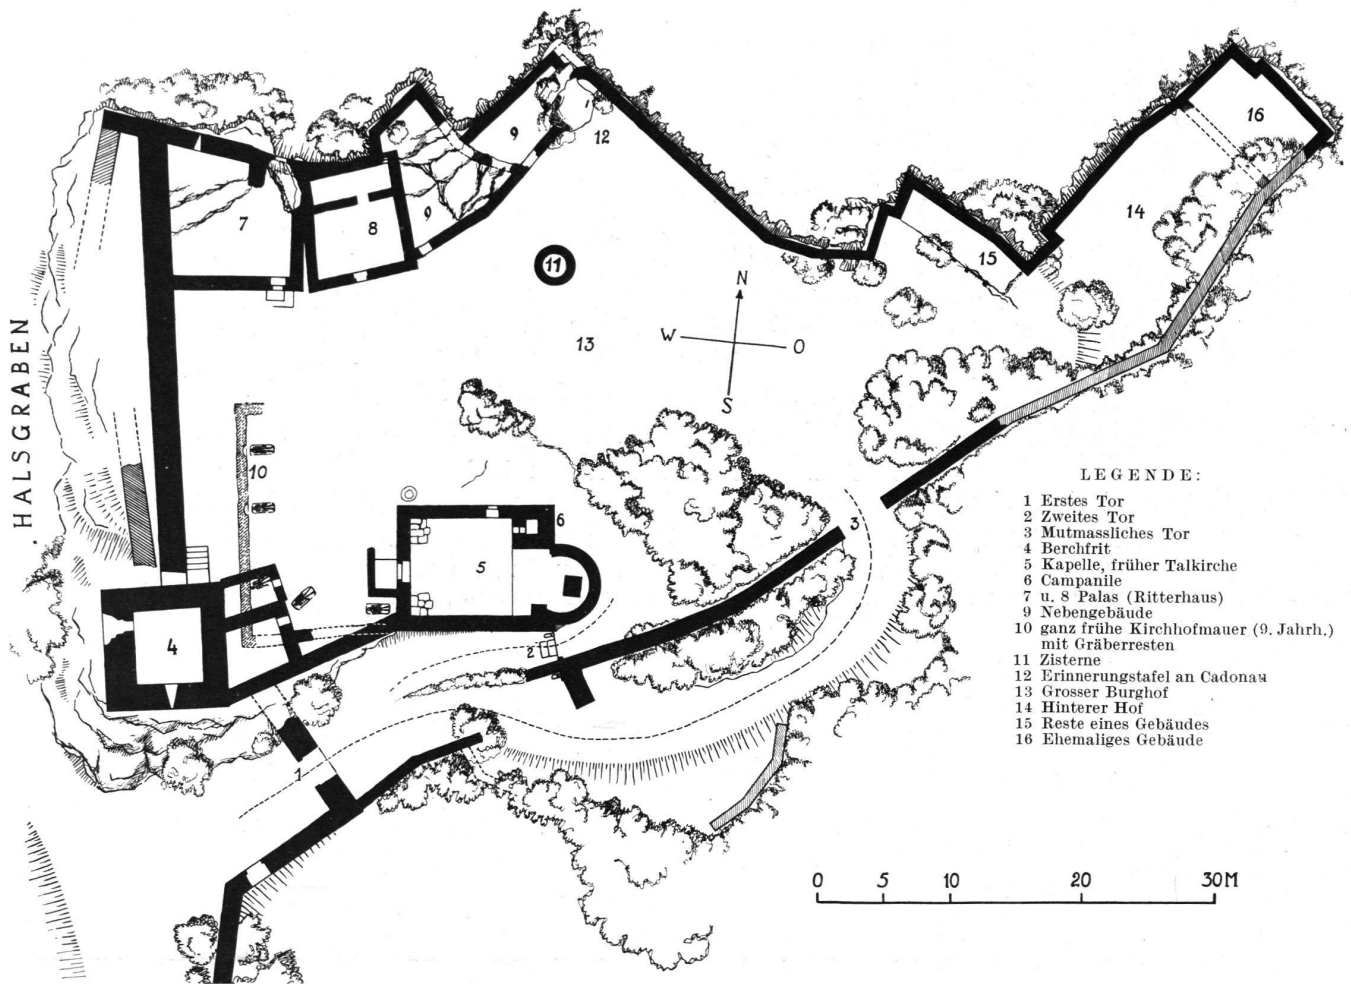 16
9
12
7
8
9
14
15
11
N
13
W
O
S
HALSGRABEN
10
LEGENDE:
1 Erstes Tor
2 Zweites Tor
3 Mutmassliches Tor
4 Berchfrit
5 Kapelle, früher Talkirche
6 Campanile
7 u. 8 Palas (Ritterhaus)
9 Nebengebäude
10 ganz frühe Kirchhofmauer (9. Jahrh.)
mit Gräberresten
11 Zisterne
12 Erinnerungstafel an Cadonau
13 Grosser Burghof
14 Hinterer Hof
15 Reste eines Gebäudes
16 Ehemaliges Gebäude
6
3
5
4
2
1
0 5 10 20 30M